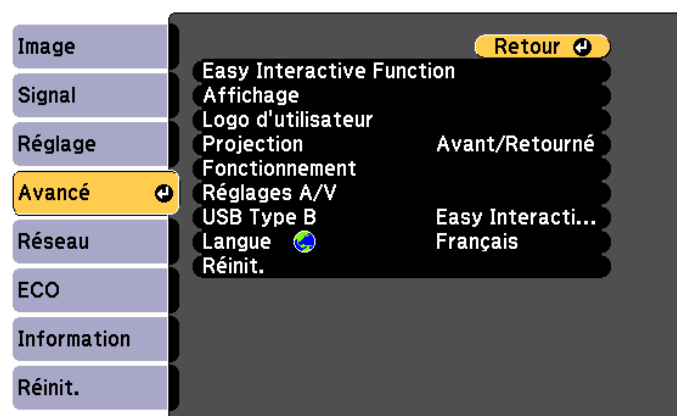 Image
Signal
Réglage
Avancé
Réseau
ECO
Information
Réinit.
Retour
Easy Interactive Function
Affichage
Logo d'utilisateur
Projection Avant/Retourné
Fonctionnement
Réglages A/V
USB Type B Easy Interacti...
Langue Français
Réinit.